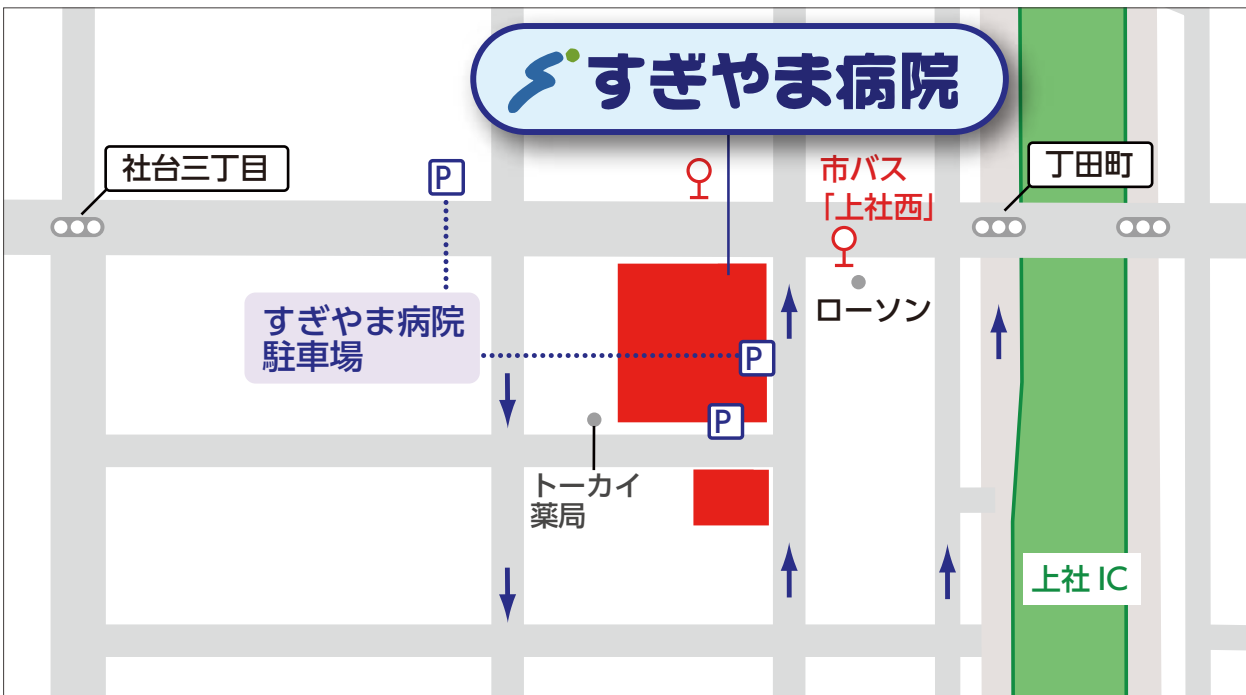 すぎやま病院
社台三丁目
P
市バス
「上社西」
丁田町
すぎやま病院
駐車場
ローソン
P
P
トーカイ
薬局
上社 IC